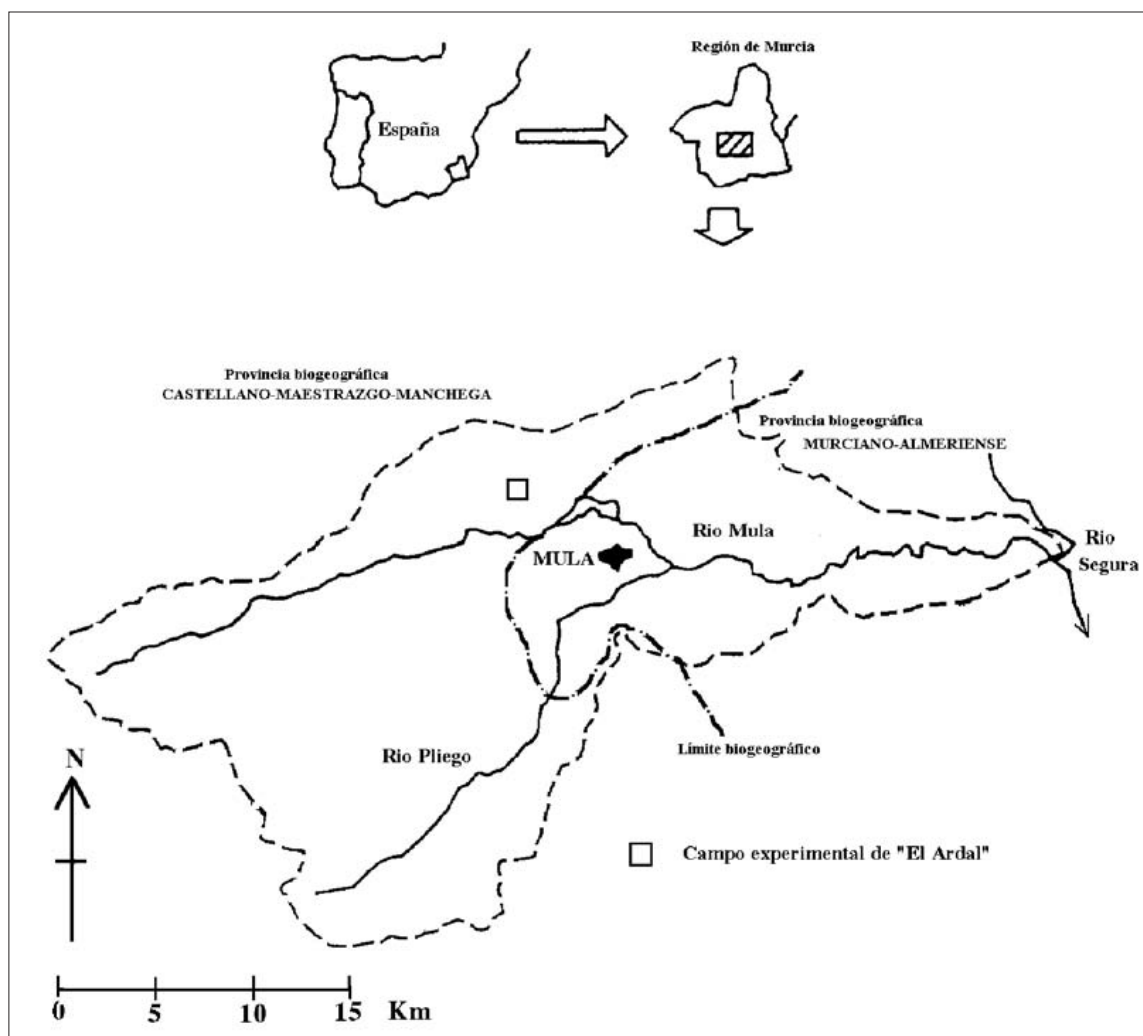 Región de Murcia
España
Provincia biogeográfica
CASTELLANO-MAESTRAZGO-MANCHEGA
Provincia biogeográfica
MURCIANO-ALMERIENSE
Rio Mula
Rio
Segura
MULA
Rio Pliego
Límite biogeográfico
N
Campo experimental de "El Ardal"
0 5 10 15 Km